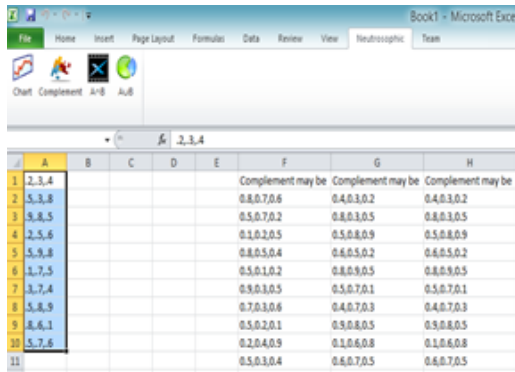 Book1 - Microsoft Exce
File Home Insert Page Layout Formulas Data Review View Neutrosophic Team
Chart Complement A^B AuB
fx .2,.3,.4
A B C D E F G H
1 .2,.3,.4 Complement may be Complement may be Complement may be
2 .5,.3,.8 0.8,0.7,0.6 0.4,0.3,0.2 0.4,0.3,0.2
3 .9,.8,.5 0.5,0.7,0.2 0.8,0.3,0.5 0.8,0.3,0.5
4 .2,.5,.6 0.1,0.2,0.5 0.5,0.8,0.9 0.5,0.8,0.9
5 .5,.9,.8 0.8,0.5,0.4 0.6,0.5,0.2 0.6,0.5,0.2
6 .1,.7,.5 0.5,0.1,0.2 0.8,0.9,0.5 0.8,0.9,0.5
7 .3,.7,.4 0.9,0.3,0.5 0.5,0.7,0.1 0.5,0.7,0.1
8 .5,.8,.9 0.7,0.3,0.6 0.4,0.7,0.3 0.4,0.7,0.3
9 .8,.6,.1 0.5,0.2,0.1 0.9,0.8,0.5 0.9,0.8,0.5
10 .5,.7,.6 0.2,0.4,0.9 0.1,0.6,0.8 0.1,0.6,0.8
11 0.5,0.3,0.4 0.6,0.7,0.5 0.6,0.7,0.5